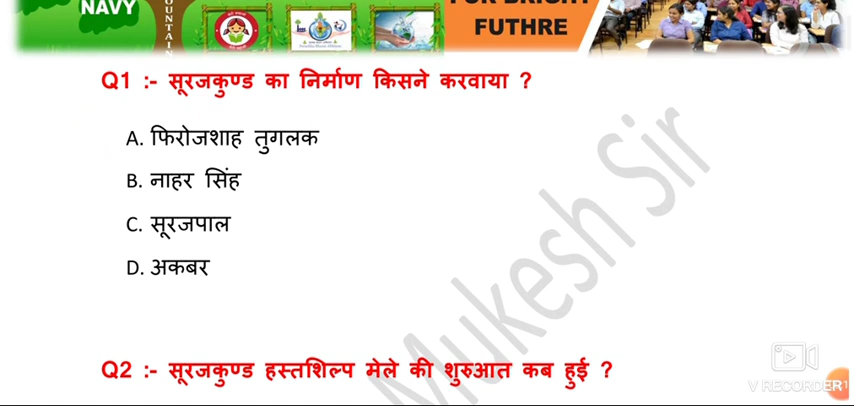 NAVY
OUNTAIN
FUTHRE
Q1 :- सूरजकुण्ड का निर्माण किसने करवाया ?
A. फिरोजशाह तुगलक
B. नाहर सिंह
C. सूरजपाल
D. अकबर
Mukesh Sir
Q2 :- सूरजकुण्ड हस्तशिल्प मेले की शुरुआत कब हुई ?
V RECORDER